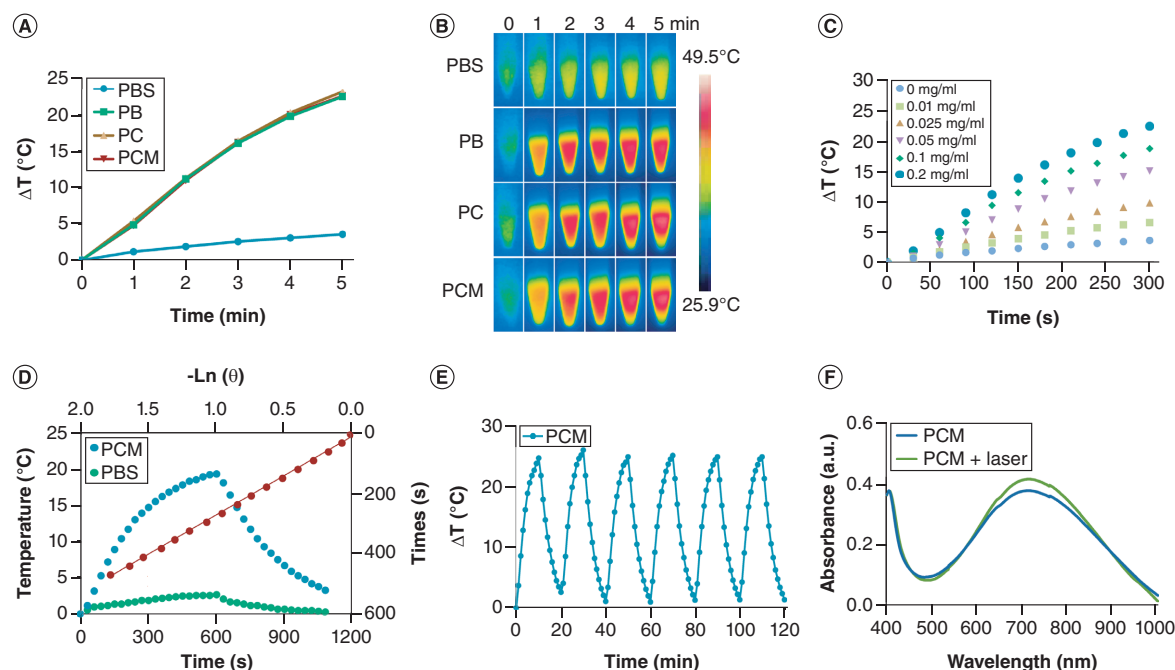 A
ΔT (°C)
25
20
15
10
5
0
PBS
PB
PC
PCM
0 1 2 3 4 5
Time (min)
B
0 1 2 3 4 5 min
PBS
PB
PC
PCM
49.5°C
25.9°C
C
ΔT (°C)
30
25
20
15
10
5
0
0 mg/ml
0.01 mg/ml
0.025 mg/ml
0.05 mg/ml
0.1 mg/ml
0.2 mg/ml
0 50 100 150 200 250 300
Time (s)
D
-Ln (θ)
2.0 1.5 1.0 0.5 0.0
Temperature (°C)
25
20
15
10
5
0
PCM
PBS
0
-200
-400
-600
Times (s)
0 300 600 900 1200
Time (s)
E
ΔT (°C)
30
20
10
0
PCM
0 20 40 60 80 100 120
Time (min)
F
Absorbance (a.u.)
0.6
0.4
0.2
0.0
PCM
PCM + laser
400 500 600 700 800 900 1000
Wavelength (nm)